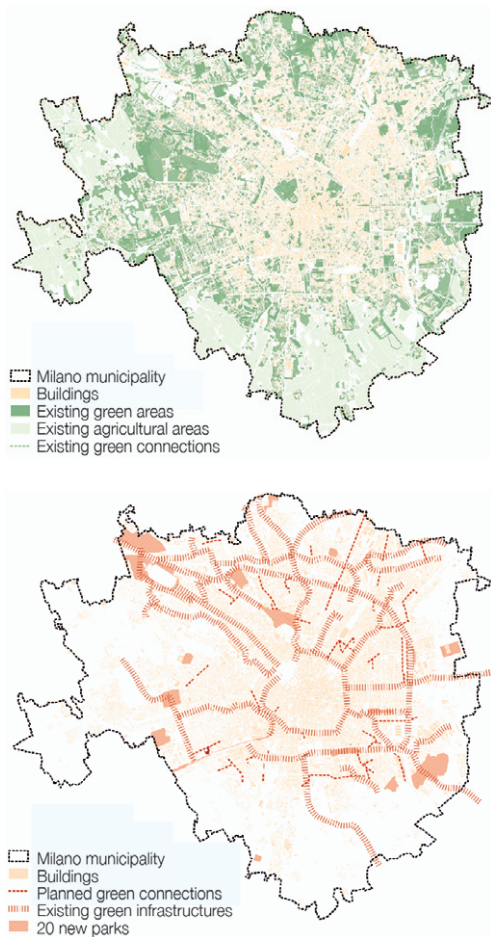 Milano municipality
Buildings
Existing green areas
Existing agricultural areas
Existing green connections
Milano municipality
Buildings
Planned green connections
Existing green infrastructures
20 new parks